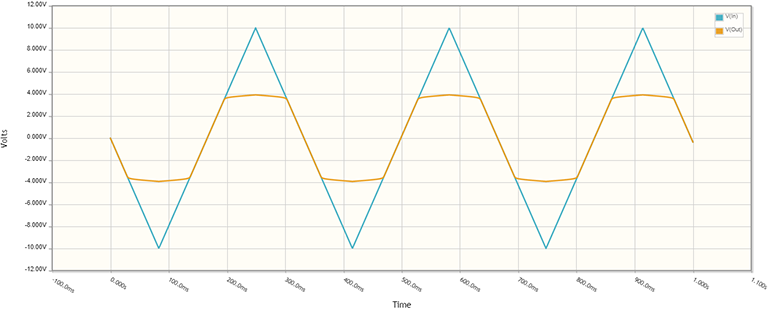 12.00V
10.00V
8.000V
6.000V
4.000V
2.000V
0.000V
-2.000V
-4.000V
-6.000V
-8.000V
-10.00V
-12.00V
Volts
V(In)
V(Out)
-100.0ms
0.000s
100.0ms
200.0ms
300.0ms
400.0ms
500.0ms
600.0ms
700.0ms
800.0ms
900.0ms
1.000s
1.100s
Time